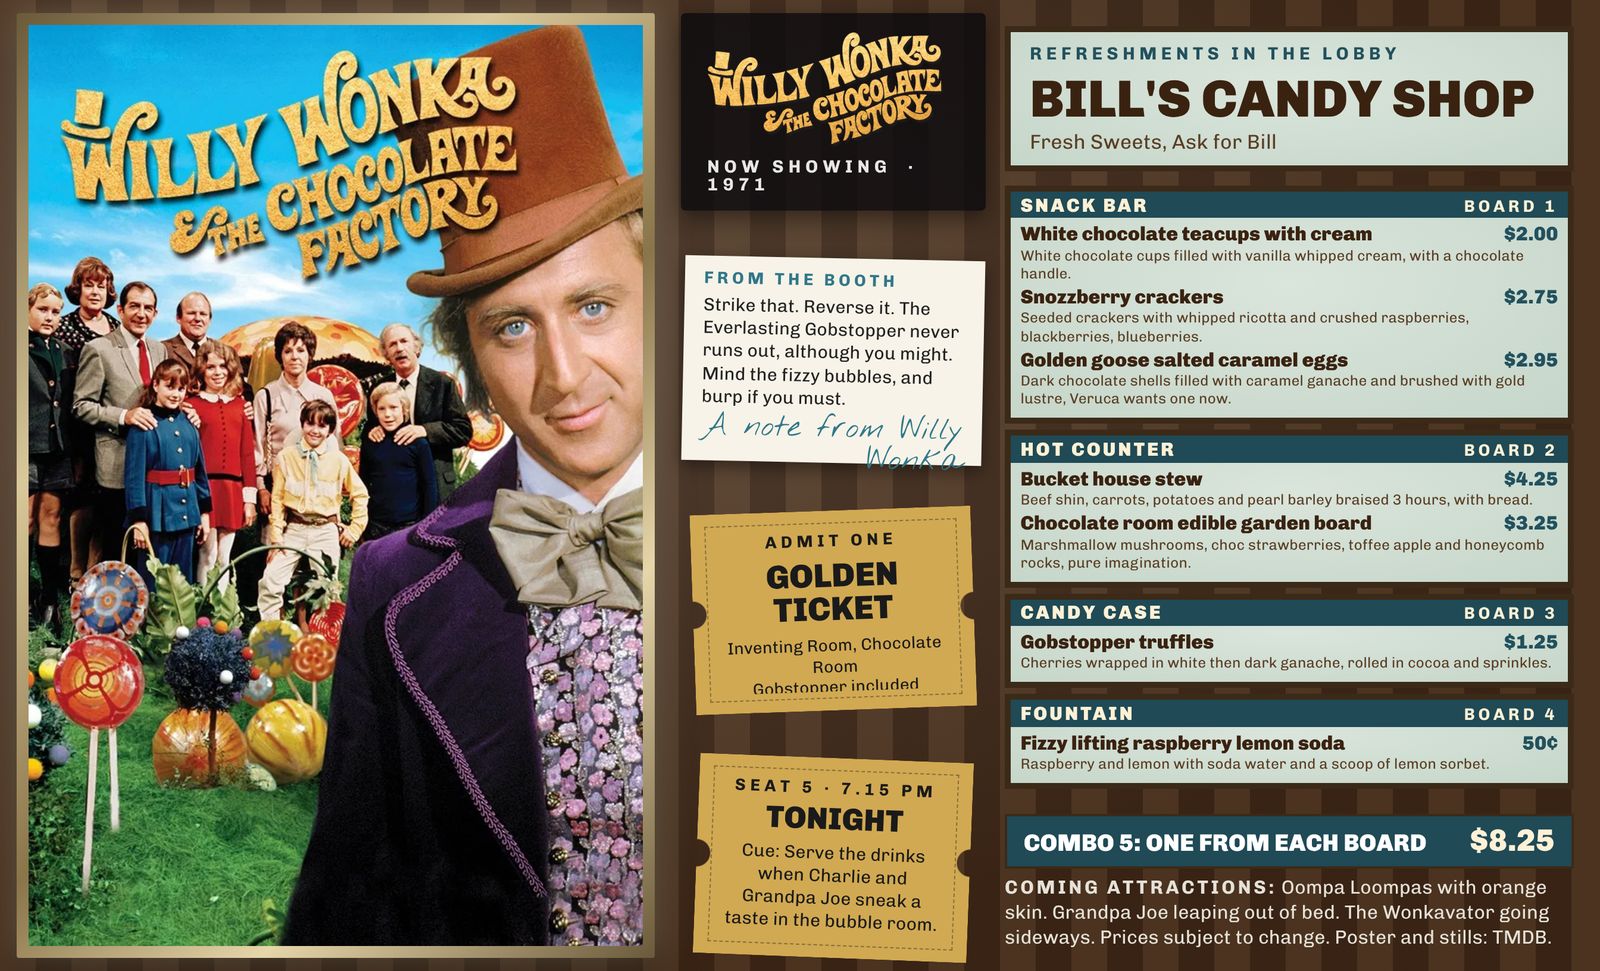 WILLY WONKA
& THE CHOCOLATE
FACTORY
WILLY WONKA
& THE CHOCOLATE
FACTORY
NOW SHOWING ·
1971
FROM THE BOOTH
Strike that. Reverse it. The
Everlasting Gobstopper never
runs out, although you might.
Mind the fizzy bubbles, and
burp if you must.
A note from Willy
Wonka
ADMIT ONE
GOLDEN
TICKET
Inventing Room, Chocolate
Room
Gobstopper included
SEAT 5 · 7.15 PM
TONIGHT
Cue: Serve the drinks
when Charlie and
Grandpa Joe sneak a
taste in the bubble room.
REFRESHMENTS IN THE LOBBY
BILL'S CANDY SHOP
Fresh Sweets, Ask for Bill
SNACK BAR BOARD 1
White chocolate teacups with cream $2.00
White chocolate cups filled with vanilla whipped cream, with a chocolate
handle.
Snozzberry crackers $2.75
Seeded crackers with whipped ricotta and crushed raspberries,
blackberries, blueberries.
Golden goose salted caramel eggs $2.95
Dark chocolate shells filled with caramel ganache and brushed with gold
lustre, Veruca wants one now.
HOT COUNTER BOARD 2
Bucket house stew $4.25
Beef shin, carrots, potatoes and pearl barley braised 3 hours, with bread.
Chocolate room edible garden board $3.25
Marshmallow mushrooms, choc strawberries, toffee apple and honeycomb
rocks, pure imagination.
CANDY CASE BOARD 3
Gobstopper truffles $1.25
Cherries wrapped in white then dark ganache, rolled in cocoa and sprinkles.
FOUNTAIN BOARD 4
Fizzy lifting raspberry lemon soda 50¢
Raspberry and lemon with soda water and a scoop of lemon sorbet.
COMBO 5: ONE FROM EACH BOARD $8.25
COMING ATTRACTIONS: Oompa Loompas with orange
skin. Grandpa Joe leaping out of bed. The Wonkavator going
sideways. Prices subject to change. Poster and stills: TMDB.